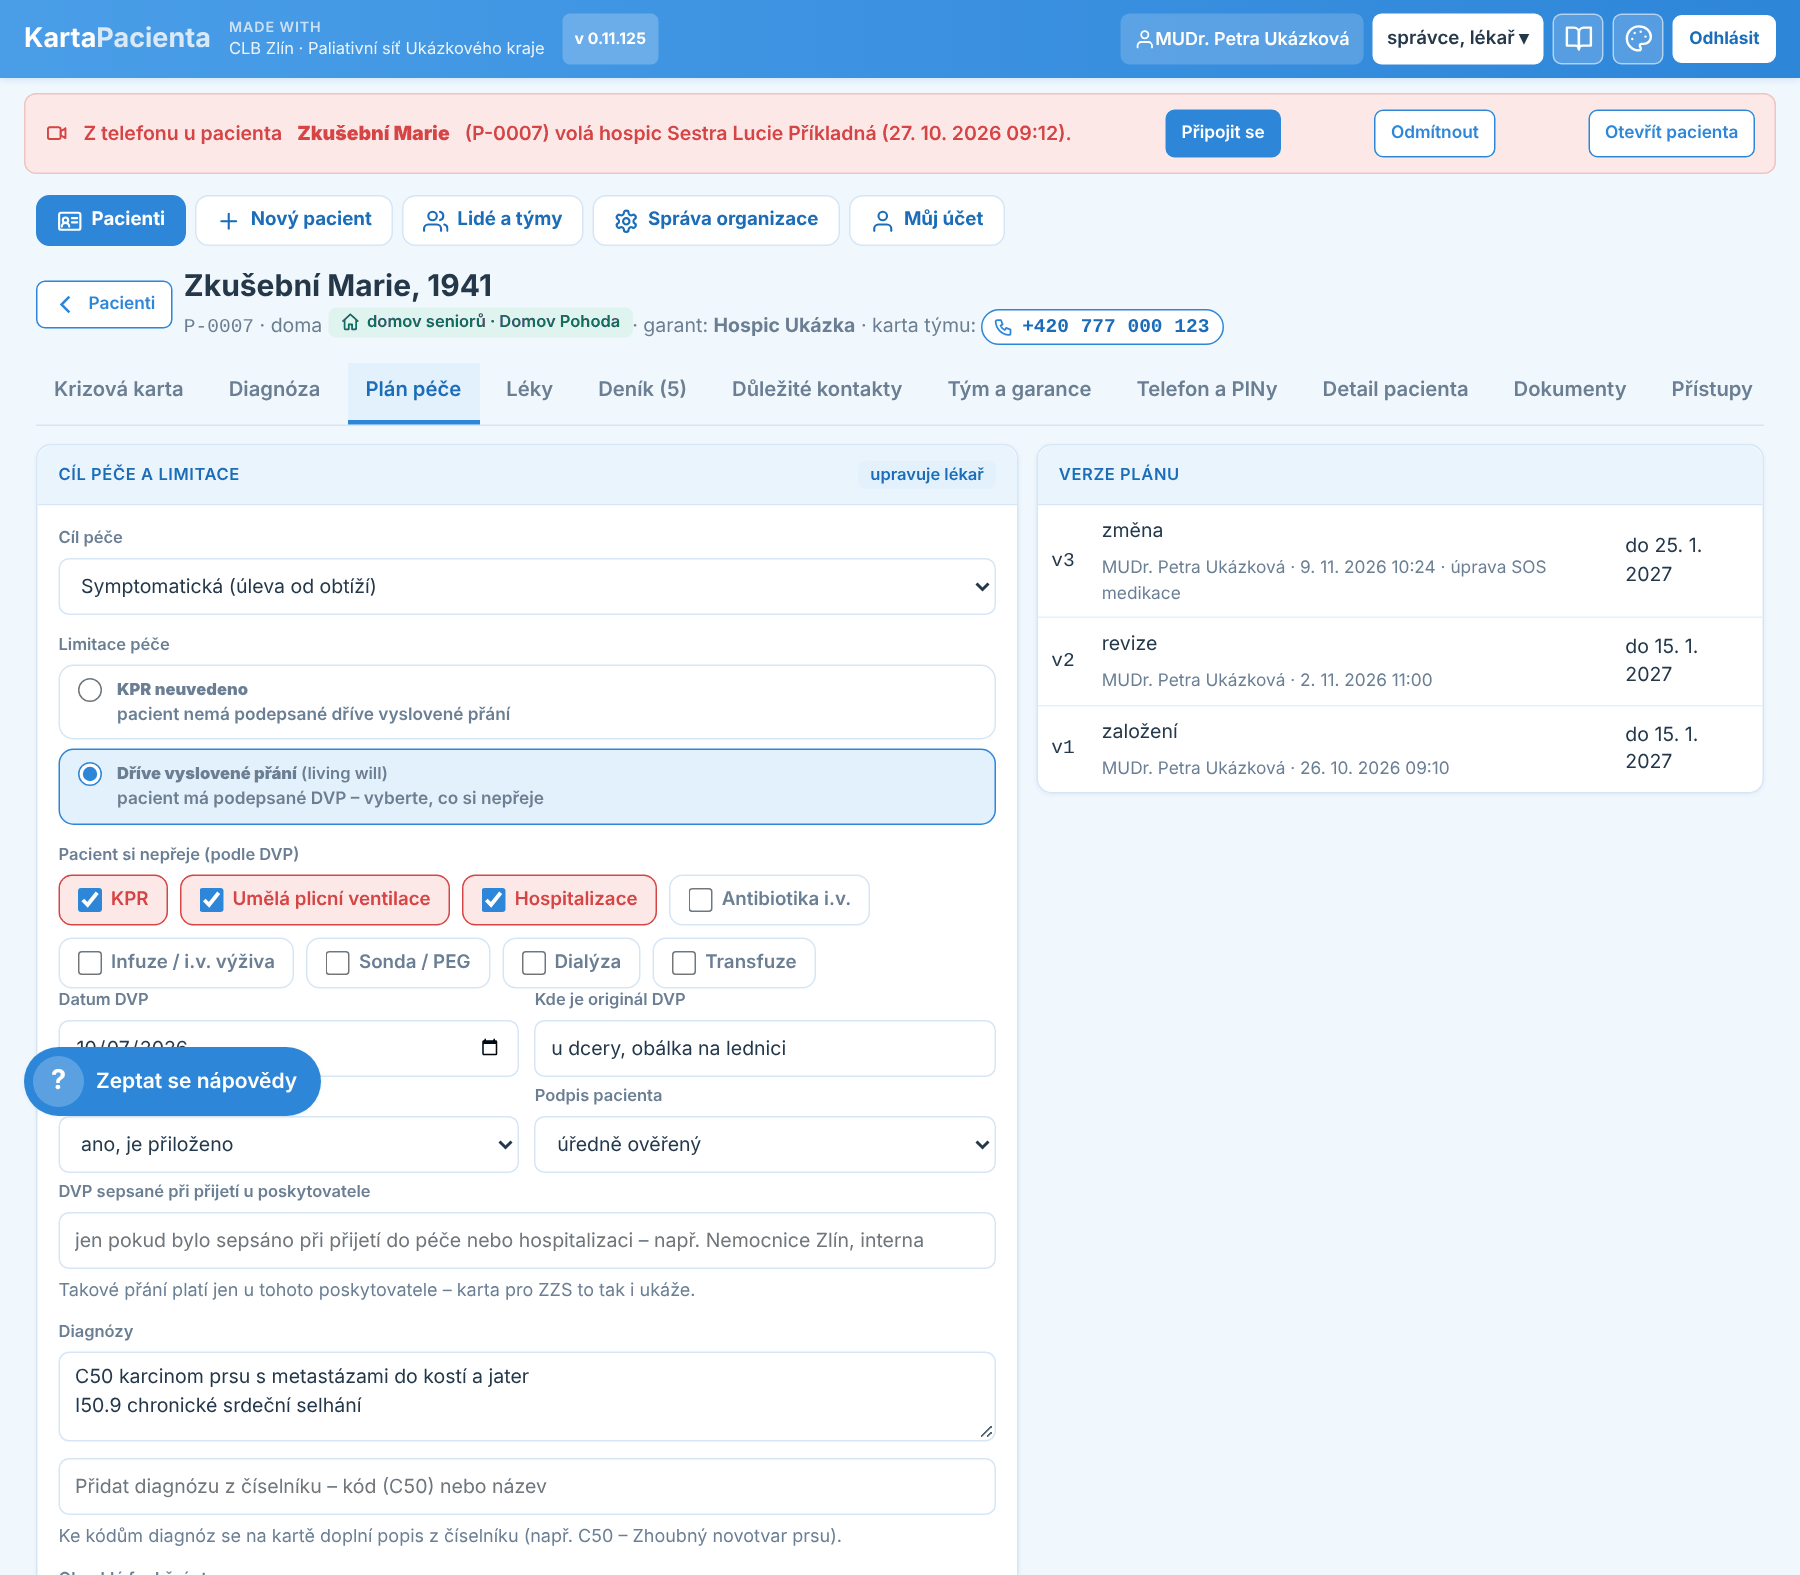 KartaPacienta
MADE WITH
CLB Zlín · Paliativní síť Ukázkového kraje
v 0.11.125
MUDr. Petra Ukázková
správce, lékař ▾
Odhlásit
Z telefonu u pacienta Zkušební Marie (P-0007) volá hospic Sestra Lucie Příkladná (27. 10. 2026 09:12).
Připojit se
Odmítnout
Otevřít pacienta
Pacienti
Nový pacient
Lidé a týmy
Správa organizace
Můj účet
Pacienti
Zkušební Marie, 1941
P-0007 · doma domov seniorů · Domov Pohoda · garant: Hospic Ukázka · karta týmu: +420 777 000 123
Krizová karta
Diagnóza
Plán péče
Léky
Deník (5)
Důležité kontakty
Tým a garance
Telefon a PINy
Detail pacienta
Dokumenty
Přístupy
CÍL PÉČE A LIMITACE
upravuje lékař
Cíl péče
Symptomatická (úleva od obtíží)
Limitace péče
KPR neuvedeno
pacient nemá podepsané dříve vyslovené přání
Dříve vyslovené přání (living will)
pacient má podepsané DVP – vyberte, co si nepřeje
Pacient si nepřeje (podle DVP)
KPR
Umělá plicní ventilace
Hospitalizace
Antibiotika i.v.
Infuze / i.v. výživa
Sonda / PEG
Dialýza
Transfuze
Datum DVP
Kde je originál DVP
10/07/2026
u dcery, obálka na lednici
? Zeptat se nápovědy
Podpis pacienta
ano, je přiloženo
úředně ověřený
DVP sepsané při přijetí u poskytovatele
jen pokud bylo sepsáno při přijetí do péče nebo hospitalizaci – např. Nemocnice Zlín, interna
Takové přání platí jen u tohoto poskytovatele – karta pro ZZS to tak i ukáže.
Diagnózy
C50 karcinom prsu s metastázami do kostí a jater
I50.9 chronické srdeční selhání
Přidat diagnózu z číselníku – kód (C50) nebo název
Ke kódům diagnóz se na kartě doplní popis z číselníku (např. C50 – Zhoubný novotvar prsu).
VERZE PLÁNU
v3
změna
MUDr. Petra Ukázková · 9. 11. 2026 10:24 · úprava SOS
medikace
do 25. 1.
2027
v2
revize
MUDr. Petra Ukázková · 2. 11. 2026 11:00
do 15. 1.
2027
v1
založení
MUDr. Petra Ukázková · 26. 10. 2026 09:10
do 15. 1.
2027